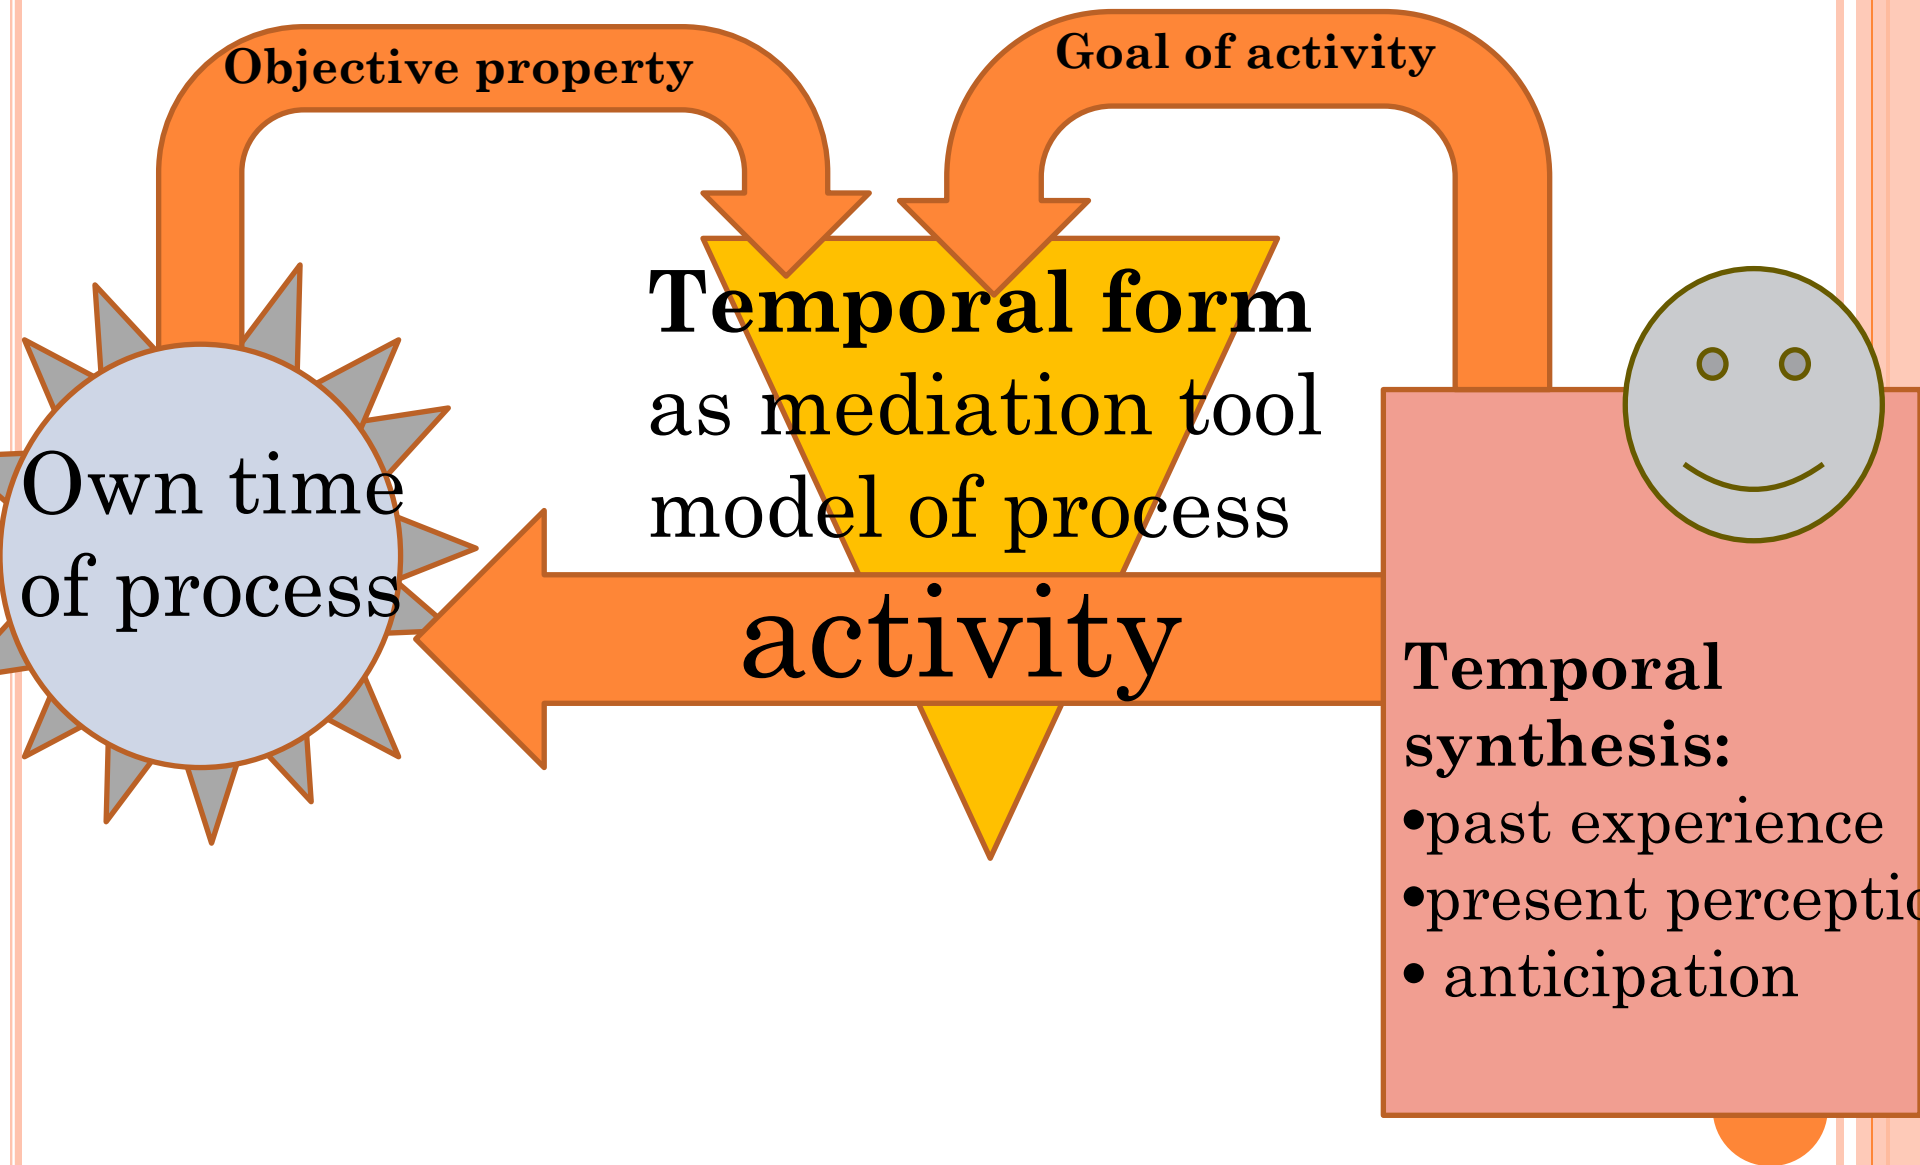 Objective property
Goal of activity
Temporal form
as mediation tool
model of process
Own time
of process
activity
Temporal
synthesis:
•past experience
•present perceptio
• anticipation